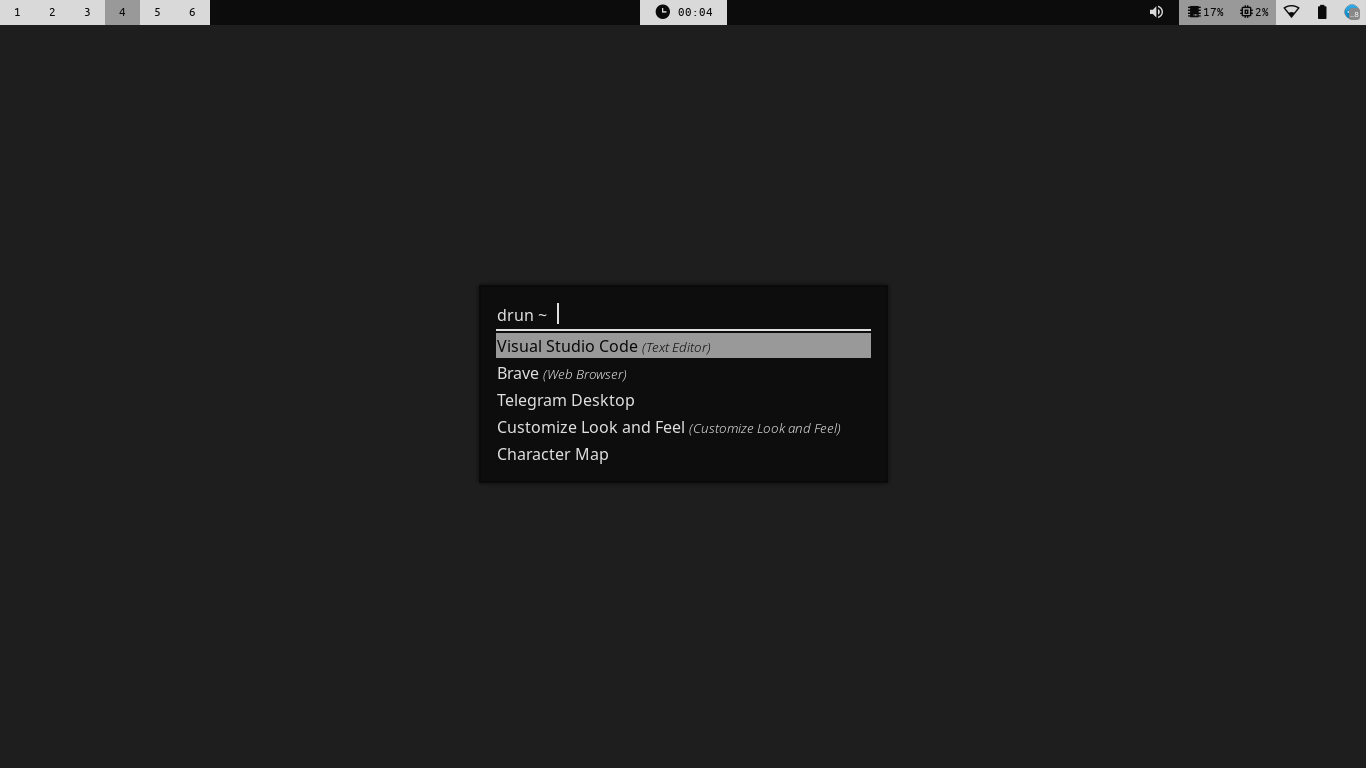 1 2 3 4 5 6 00:04 17% 2%
drun ~
Visual Studio Code (Text Editor)
Brave (Web Browser)
Telegram Desktop
Customize Look and Feel (Customize Look and Feel)
Character Map